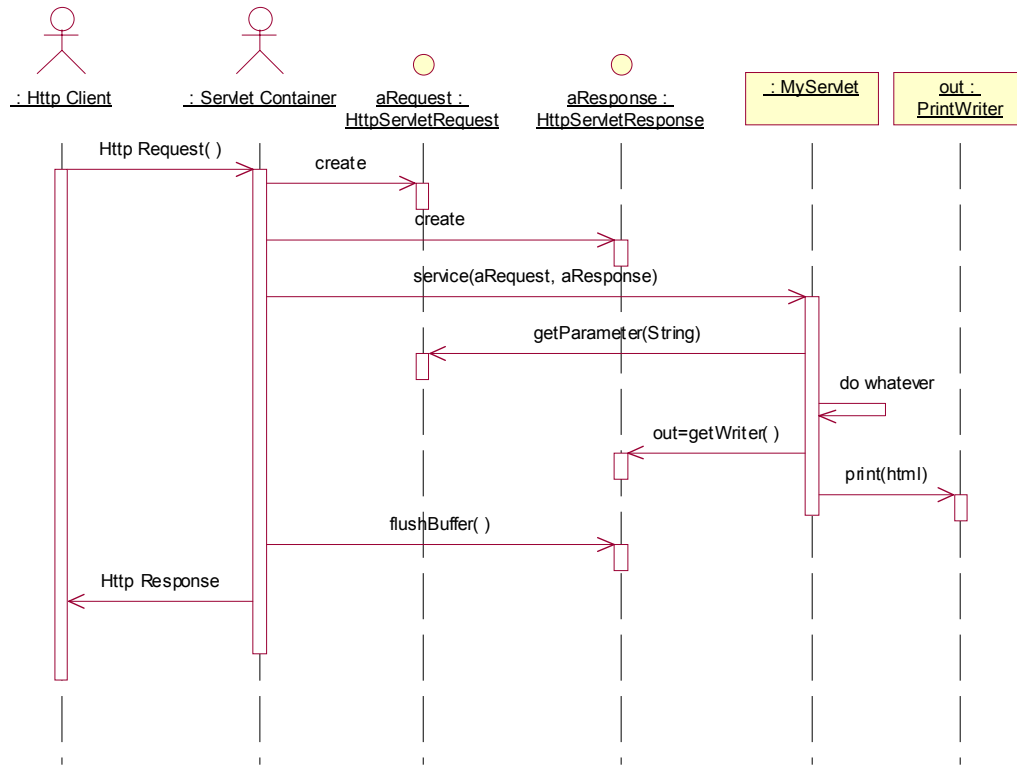 : Http Client
: Servlet Container
aRequest :
HttpServletRequest
aResponse :
HttpServletResponse
: MyServlet
out :
PrintWriter
Http Request( )
create
create
service(aRequest, aResponse)
getParameter(String)
do whatever
out=getWriter( )
print(html)
flushBuffer( )
Http Response